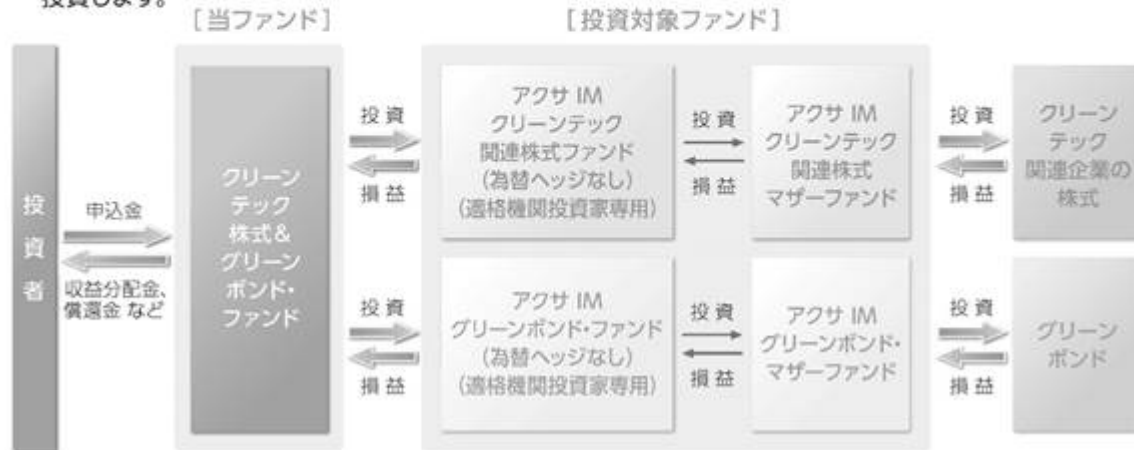 投資します。
[当ファンド]
[投資対象ファンド]
投資者
申込金
収益分配金、
償還金 など
クリーン
テック
株式&
グリーン
ボンド・
ファンド
投資
損益
アクサ IM
クリーンテック
関連株式ファンド
(為替ヘッジなし)
(適格機関投資家専用)
投資
損益
アクサ IM
クリーンテック
関連株式
マザーファンド
投資
損益
クリーン
テック
関連企業の
株式
投資
損益
アクサ IM
グリーンボンド・ファンド
(為替ヘッジなし)
(適格機関投資家専用)
投資
損益
アクサ IM
グリーンボンド・
マザーファンド
投資
損益
グリーン
ボンド